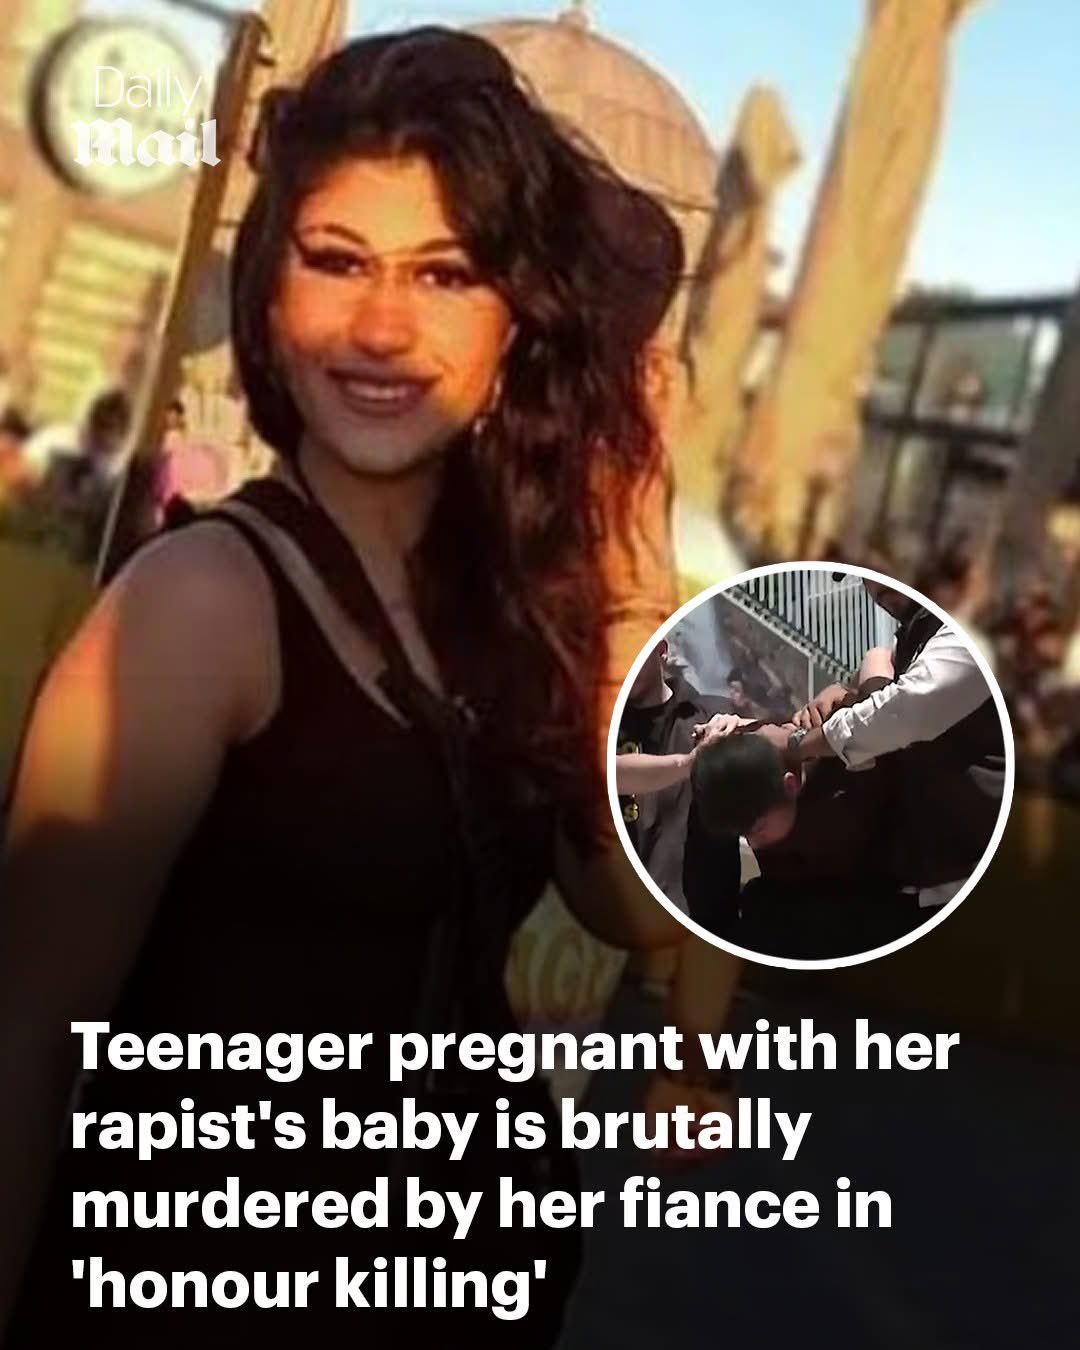 Daily
Mail
Teenager pregnant with her
rapist's baby is brutally
murdered by her fiance in
'honour killing'